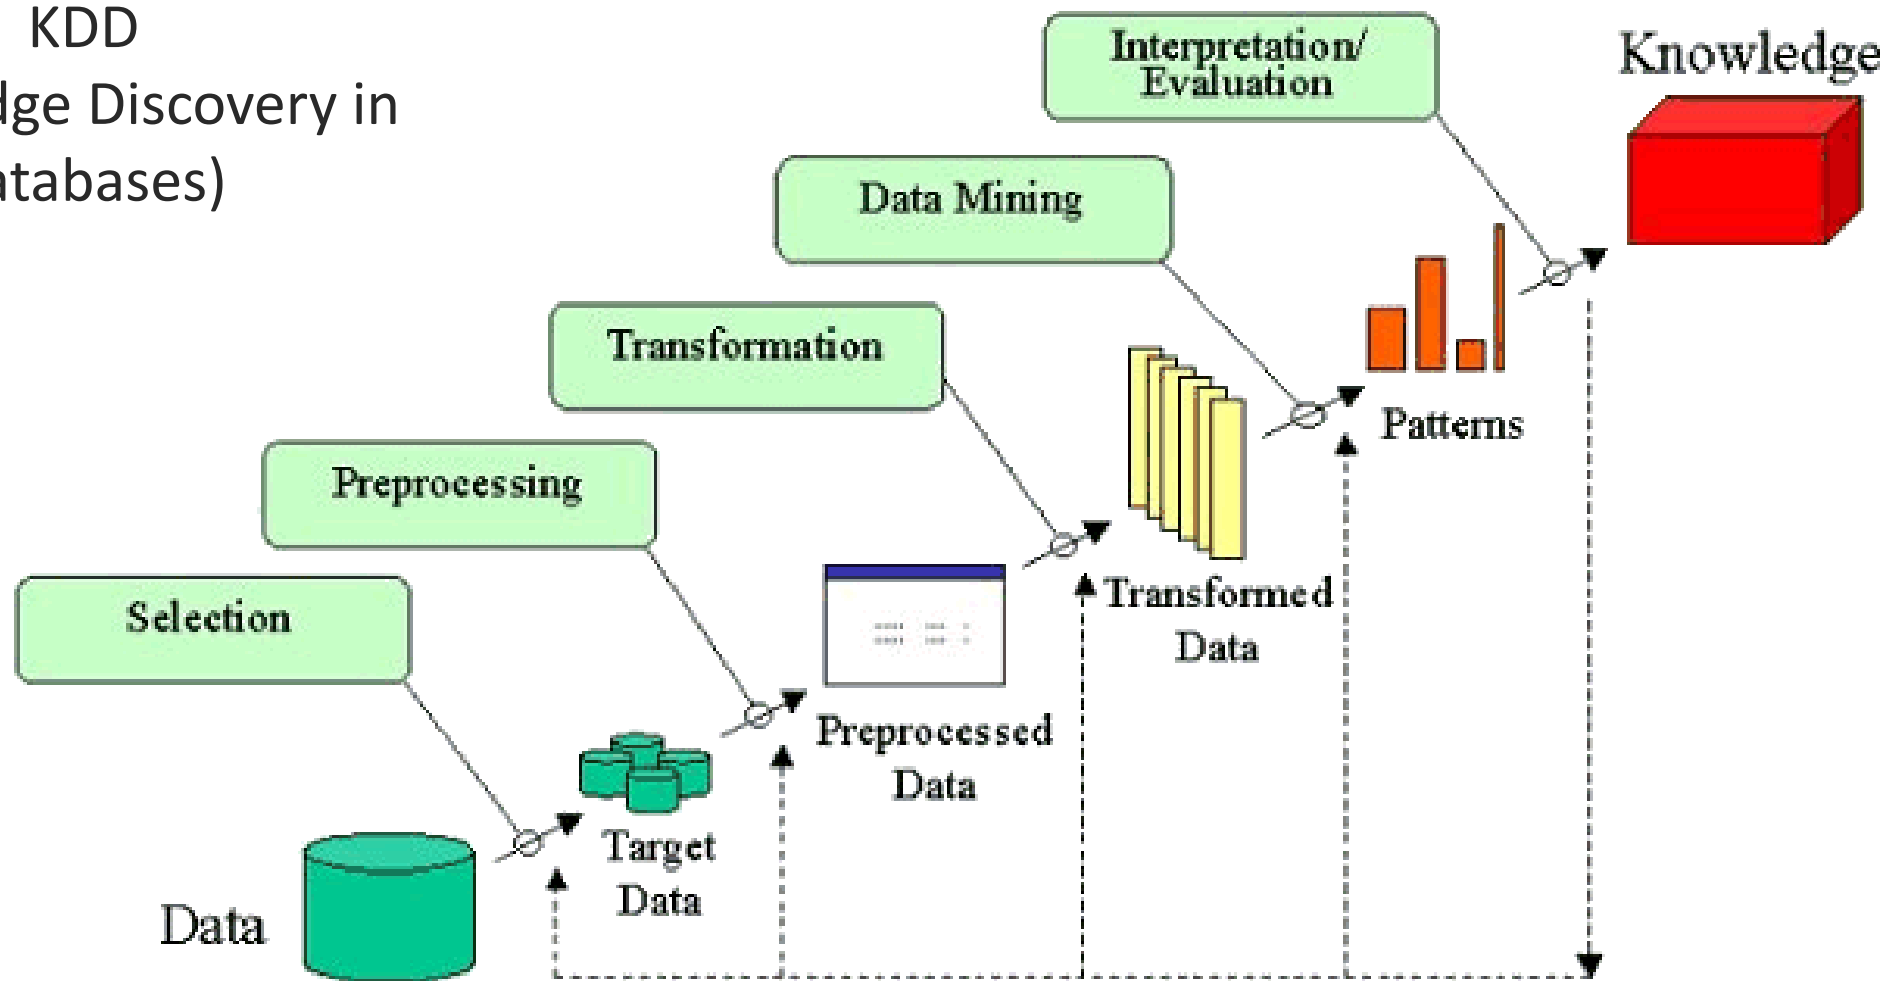 KDD
dge Discovery in
atabases)
Interpretation/
Evaluation
Knowledge
Data Mining
Transformation
Patterns
Preprocessing
Transformed
Data
Selection
Preprocessed
Data
Target
Data
Data